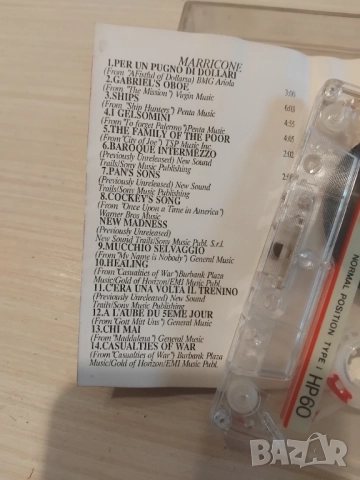 MARRICONE
1.PER UN PUGNO DI DOLLARI
(From "A Fistful of Dollarsa) BMG Ariola
2.GABRIEL'S OBOE 3:06
(From "The Mission") Virgin Music
3.SHIPS 6:03
(From "Ship Hunters") Penta Music
4.I GELSOMINI 4:35
(From "To forget Palermo")Penta Music
5.THE FAMILY OF THE POOR 4:05
(From "City of Joy") TSP Music Inc
6.BAROQUE INTERMEZZO 2:02
(Previously Unreleased) New Sound
Trails/Sony Music Publishing
7.PAN'S SONS
(Previously Unreleased) New Sound
Trails/Sony Music Publishing
8.COCKEY'S SONG
(From "Once Upon a Time in America")
Warner Bros Music
NEW MADNESS
(Previously Unreleased)
New Sound Trails/Sony Music Publ. S.r.l.
9.MUCCHIO SELVAGGIO
(From "My Name is Nobody") General Music
10.HEALING
(From "Casualties of War")Burbank Plaza
Music/Gold of Horizon/EMI Music Publ.
11.C'ERA UNA VOLTA IL TRENINO
(Previously Unreleased) New Sound
Trails/Sony Music Publishing
12.A L'AUBE DU 5EME JOUR
(From "Gott Mitt Uns") General Music
13.CHI MAI
(From "Maddalena") General Music
14.CASUALTIES OF WAR
(From "Casualties of War") Burbank Plaza
Music/Gold of Horizon/EMI Music Publ.
NORMAL POSITION TYPE I HP60
BAZAR.BG